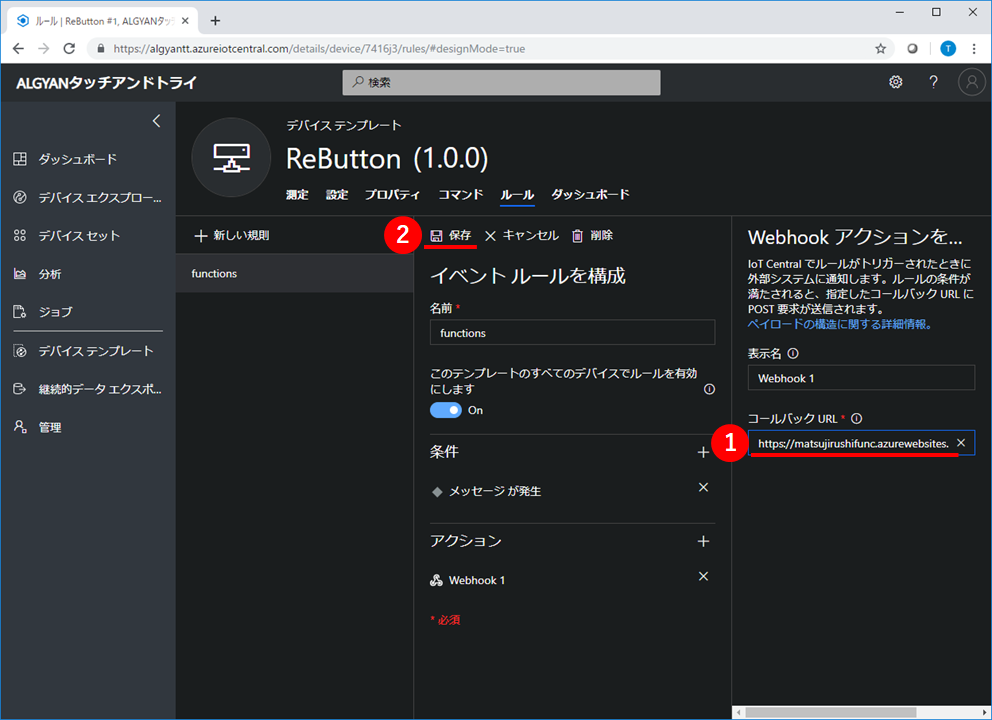 ルール | ReButton #1, ALGYANタッ
https://algyantt.azureiotcentral.com/details/device/7416j3/rules/#designMode=true
T
ALGYANタッチアンドトライ
検索
?
ダッシュボード
デバイス エクスプロー...
デバイス セット
分析
ジョブ
デバイス テンプレート
継続的データ エクスポ...
管理
デバイス テンプレート
ReButton (1.0.0)
測定 設定 プロパティ コマンド ルール ダッシュボード
+ 新しい規則
functions
2
保存 × キャンセル 削除
イベント ルールを構成
名前 *
functions
このテンプレートのすべてのデバイスでルールを有効
にします
On
条件 +
メッセージ が発生 ×
アクション +
Webhook 1 ×
* 必須
Webhook アクションを...
IoT Central でルールがトリガーされたときに
外部システムに通知します。ルールの条件が
満たされると、指定したコールバック URL に
POST 要求が送信されます。
ペイロードの構造に関する詳細情報。
表示名
Webhook 1
コールバック URL *
1
https://matsujirushifunc.azurewebsites. ×